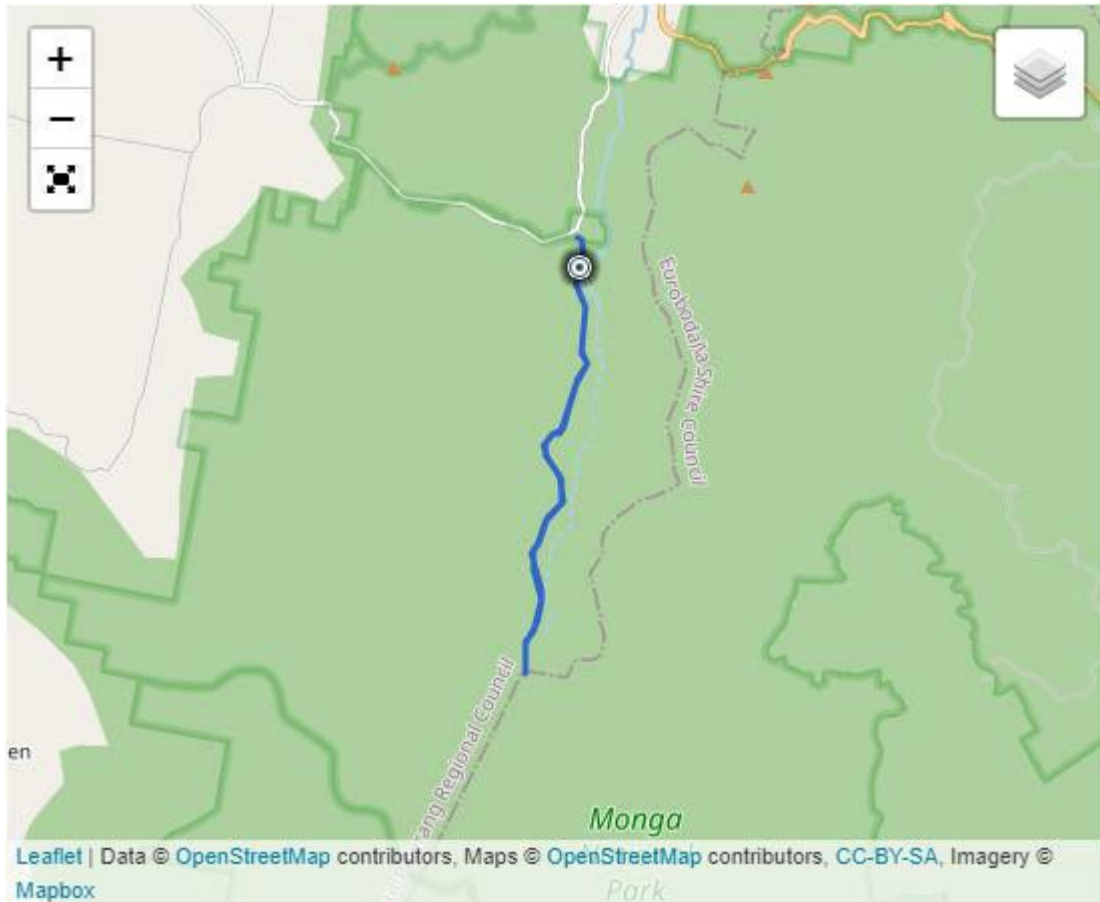 +
−
Eurobodalla Shire Council
en
rang Regional Council
Monga
Leaflet | Data © OpenStreetMap contributors, Maps © OpenStreetMap contributors, CC-BY-SA, Imagery ©
Mapbox
Park